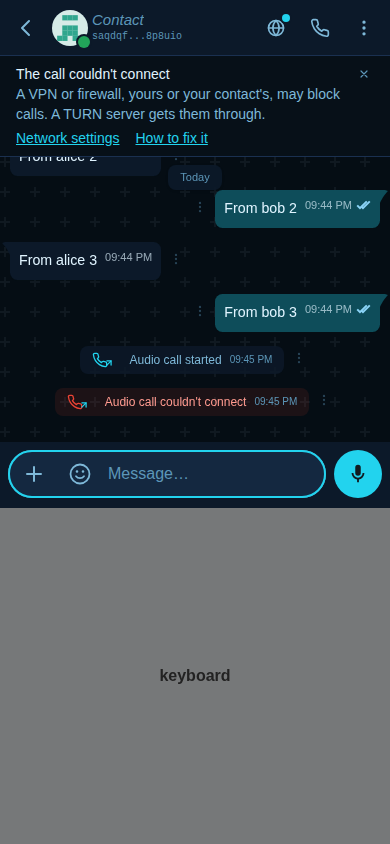 Contact
saqdqf...8p8uio
The call couldn't connect
A VPN or firewall, yours or your contact's, may block
calls. A TURN server gets them through.
Network settings How to fix it
From alice 2
Today
From bob 2 09:44 PM
From alice 3 09:44 PM
From bob 3 09:44 PM
Audio call started 09:45 PM
Audio call couldn't connect 09:45 PM
Message…
keyboard